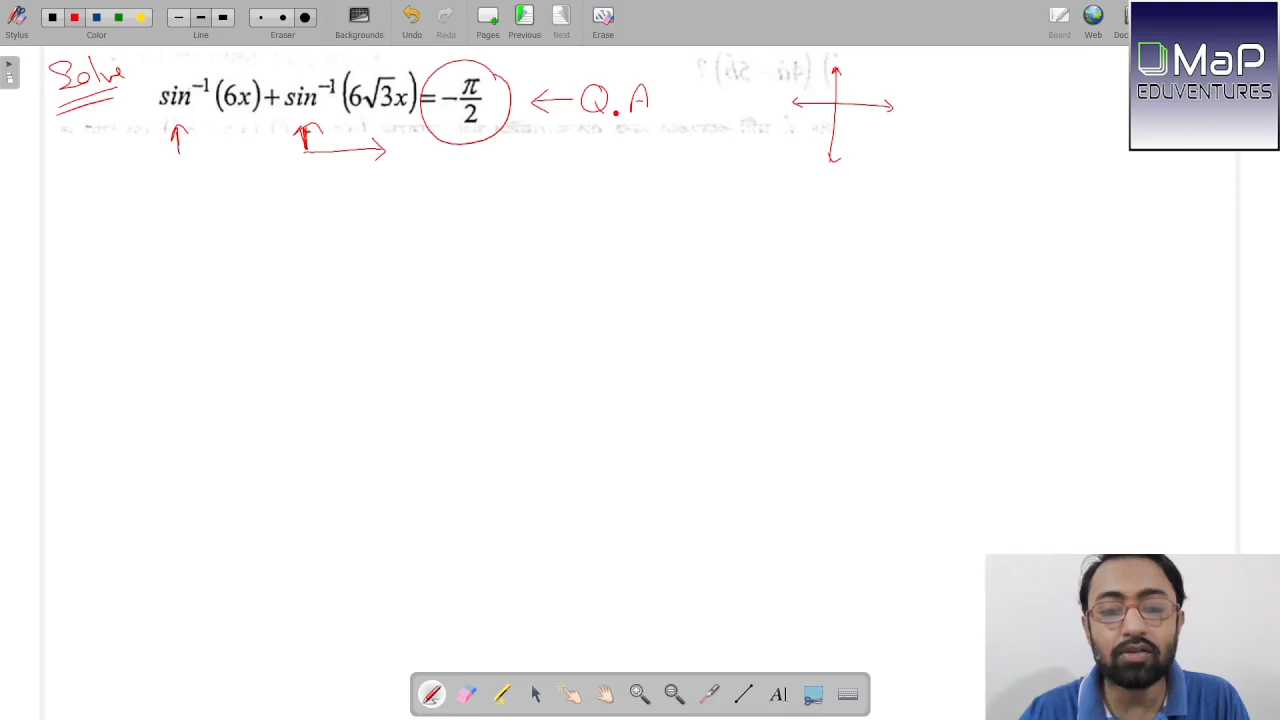 Stylus
Color
Line
Eraser
Backgrounds
Undo
Redo
Pages
Previous
Next
Erase
Board
Web
MaP
EDUVENTURES
Solve
sin⁻¹(6x)+sin⁻¹(6√3x)=−π/2
← Q.A
AI